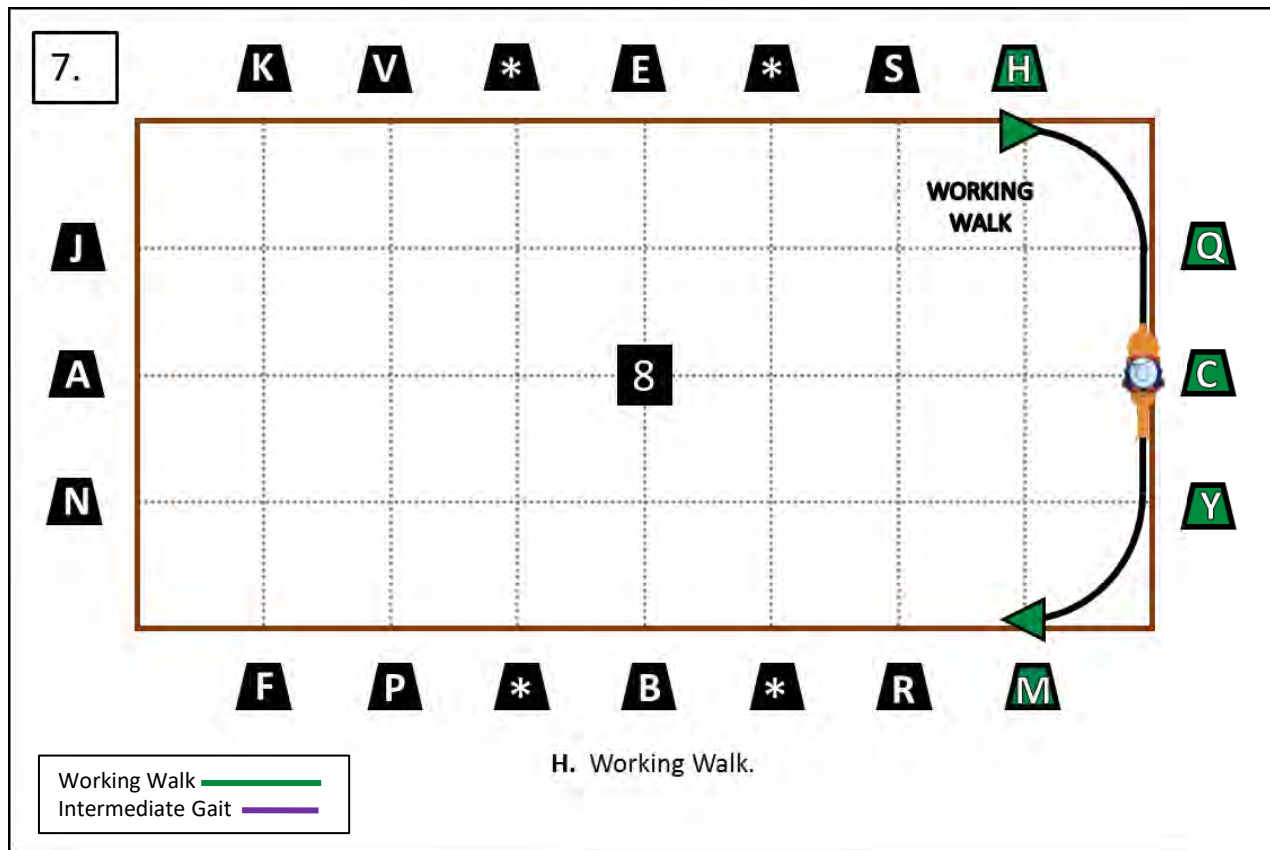 7.
K V * E * S H
WORKING
WALK
J Q
8
A C
N Y
F P * B * R M
H. Working Walk.
Working Walk
Intermediate Gait